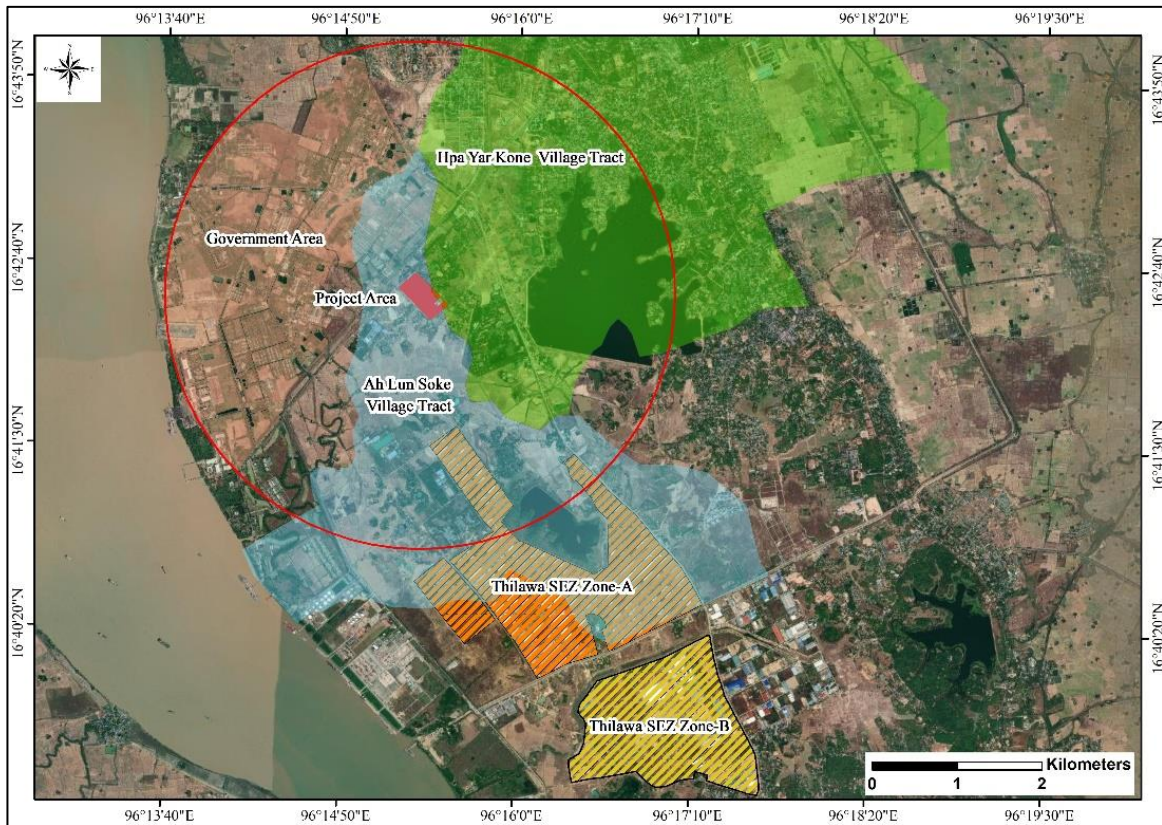 96°13'40"E 96°14'50"E 96°16'0"E 96°17'10"E 96°18'20"E 96°19'30"E
16°43'50"N 16°43'50"N
N
Hpa Yar Kone Village Tract
Government Area
16°42'40"N 16°42'40"N
Project Area
Ah Lun Soke
Village Tract
16°41'30"N 16°41'30"N
Thilawa SEZ Zone-A
16°40'20"N 16°40'20"N
Thilawa SEZ Zone-B
Kilometers
0 1 2
96°13'40"E 96°14'50"E 96°16'0"E 96°17'10"E 96°18'20"E 96°19'30"E